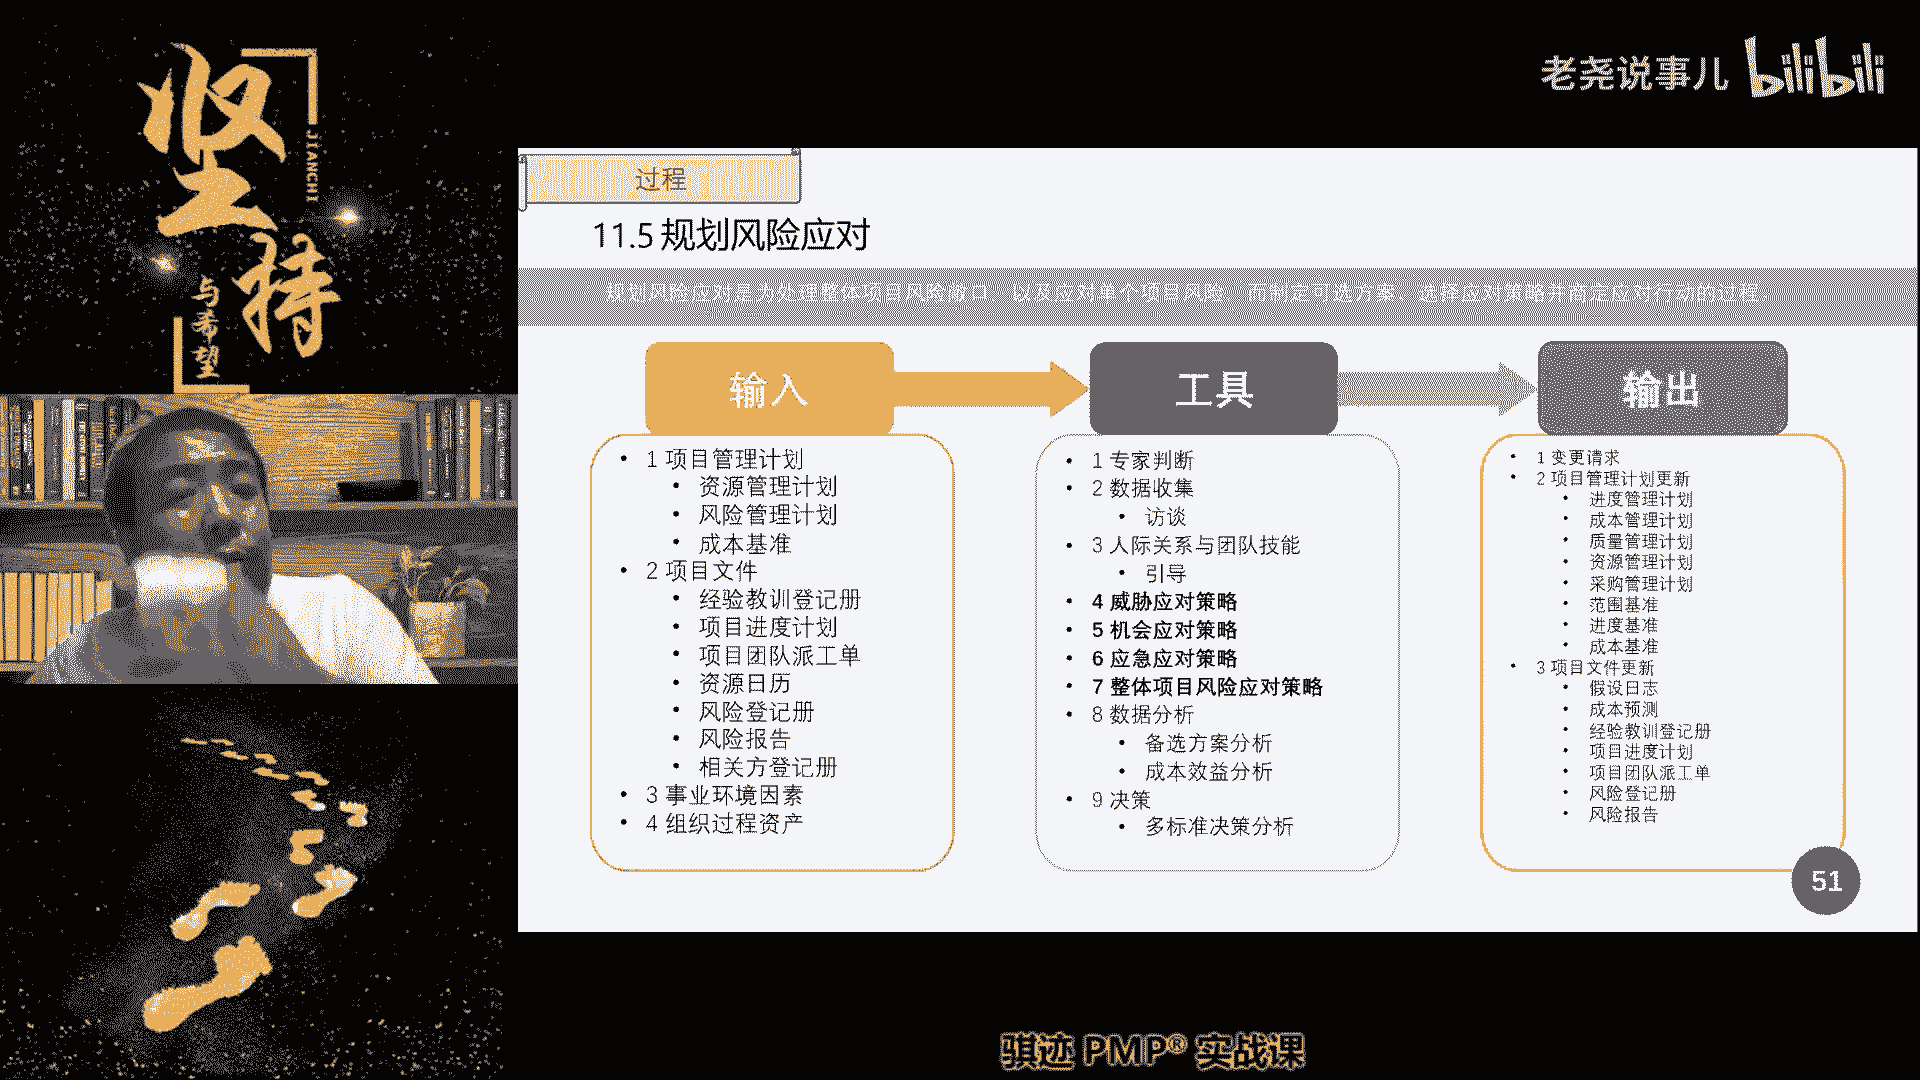 坚持
JIANCHI
与希望
老尧说事儿 bilibili
过程
11.5 规划风险应对
规划风险应对是为处理整体项目风险敞口，以及应对单个项目风险，而制定可选方案、选择应对策略并商定应对行动的过程。
输入
• 1 项目管理计划
• 资源管理计划
• 风险管理计划
• 成本基准
• 2 项目文件
• 经验教训登记册
• 项目进度计划
• 项目团队派工单
• 资源日历
• 风险登记册
• 风险报告
• 相关方登记册
• 3 事业环境因素
• 4 组织过程资产
工具
• 1 专家判断
• 2 数据收集
• 访谈
• 3 人际关系与团队技能
• 引导
• 4 威胁应对策略
• 5 机会应对策略
• 6 应急应对策略
• 7 整体项目风险应对策略
• 8 数据分析
• 备选方案分析
• 成本效益分析
• 9 决策
• 多标准决策分析
输出
• 1 变更请求
• 2 项目管理计划更新
• 进度管理计划
• 成本管理计划
• 质量管理计划
• 资源管理计划
• 采购管理计划
• 范围基准
• 进度基准
• 成本基准
• 3 项目文件更新
• 假设日志
• 成本预测
• 经验教训登记册
• 项目进度计划
• 项目团队派工单
• 风险登记册
• 风险报告
51
骐迹 PMP® 实战课